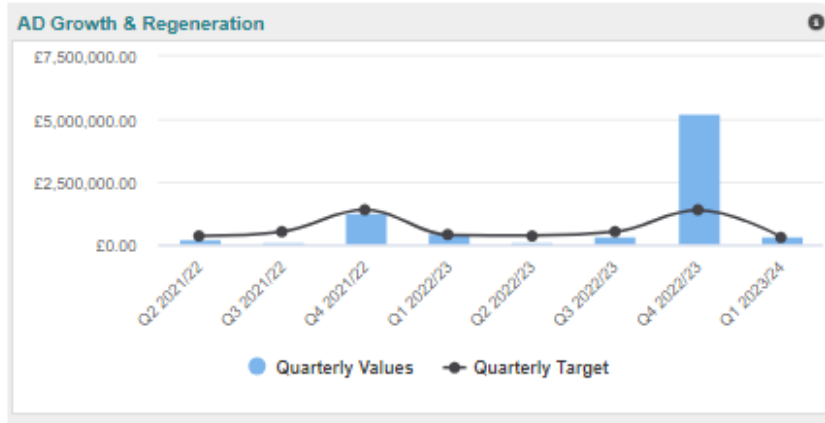 AD Growth & Regeneration
£7,500,000.00
£5,000,000.00
£2,500,000.00
£0.00
Q2 2021/22
Q3 2021/22
Q4 2021/22
Q1 2022/23
Q2 2022/23
Q3 2022/23
Q4 2022/23
Q1 2023/24
Quarterly Values
Quarterly Target